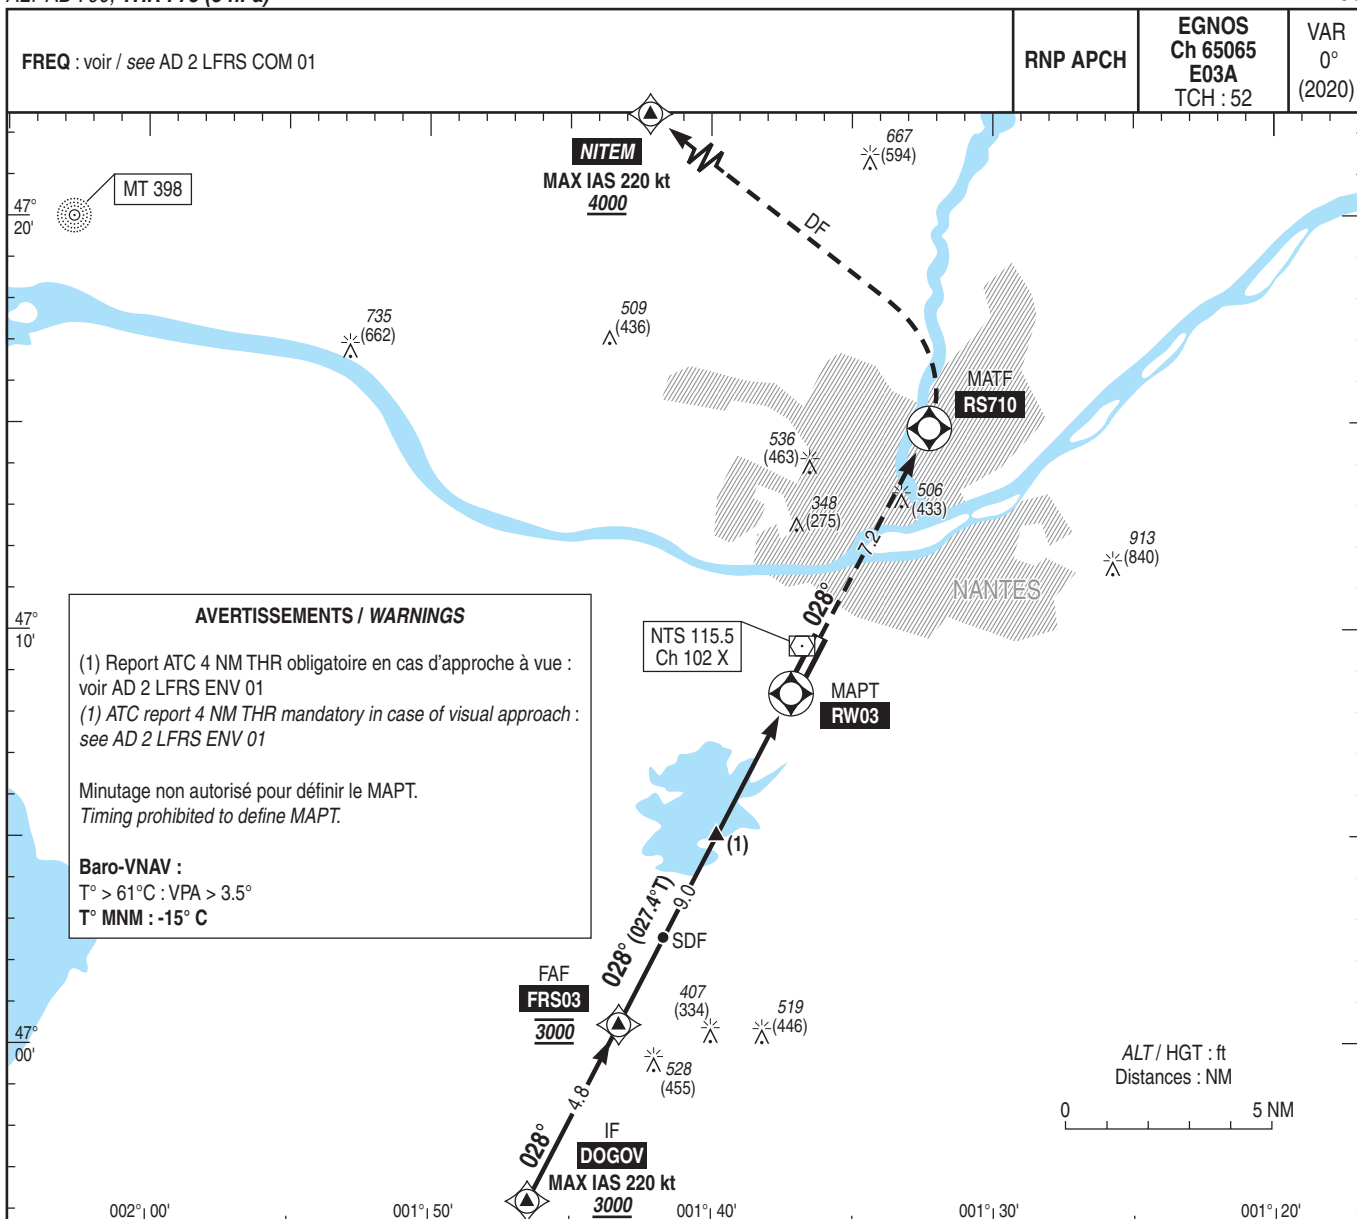 FREQ : voir / see AD 2 LFRS COM 01
RNP APCH
EGNOS
Ch 65065
E03A
TCH : 52
VAR
0°
(2020)
NITEM
MAX IAS 220 kt
4000
667
(594)
MT 398
47°
20'
DF
735
(662)
509
(436)
MATF
RS710
536
(463)
348
(275)
506
(433)
7.2
913
(840)
NANTES
028°
47°
10'
AVERTISSEMENTS / WARNINGS
(1) Report ATC 4 NM THR obligatoire en cas d'approche à vue :
voir AD 2 LFRS ENV 01
(1) ATC report 4 NM THR mandatory in case of visual approach :
see AD 2 LFRS ENV 01
Minutage non autorisé pour définir le MAPT.
Timing prohibited to define MAPT.
Baro-VNAV :
T° > 61°C : VPA > 3.5°
T° MNM : -15° C
NTS 115.5
Ch 102 X
MAPT
RW03
(1)
9.0
028° (027.4°T)
SDF
FAF
FRS03
3000
407
(334)
519
(446)
528
(455)
47°
00'
4.8
028°
IF
DOGOV
MAX IAS 220 kt
3000
ALT / HGT : ft
Distances : NM
0 5 NM
002° 00' 001° 50' 001° 40' 001° 30' 001° 20'